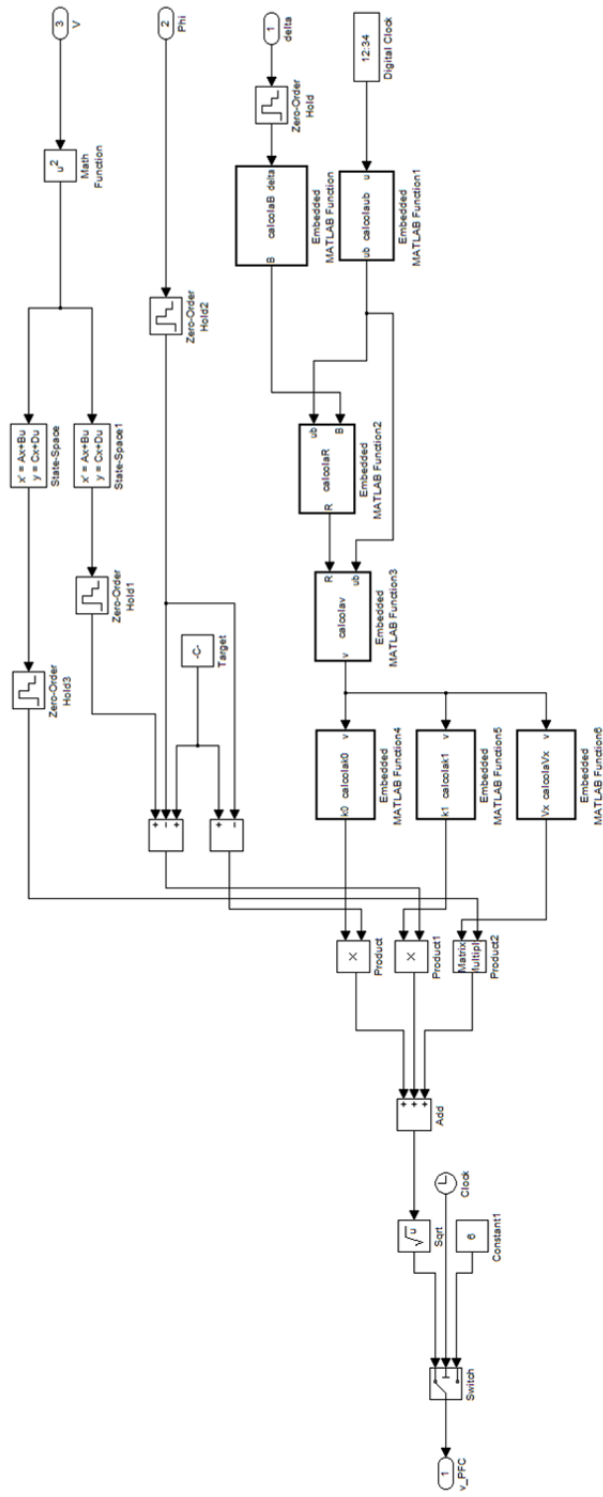 3
V
u²
Math
Function
x' = Ax+Bu
y = Cx+Du
State-Space
x' = Ax+Bu
y = Cx+Du
State-Space1
Zero-Order
Hold3
Zero-Order
Hold1
2
Phi
Zero-Order
Hold2
-C-
Target
+
−
+
+
−
1
delta
Zero-Order
Hold
B calcolaB delta
Embedded
MATLAB Function
12:34
Digital Clock
ub calcolaub u
Embedded
MATLAB Function1
ub
R calcolaR
B
Embedded
MATLAB Function2
R
v calcolav
ub
Embedded
MATLAB Function3
k0 calcolak0 v
Embedded
MATLAB Function4
k1 calcolak1 v
Embedded
MATLAB Function5
Vx calcolaVx v
Embedded
MATLAB Function6
×
Product
×
Product1
Matrix
Multipl
Product2
+
+
+
Add
√u
Sqrt
Clock
6
Constant1
Switch
1
v_PFC